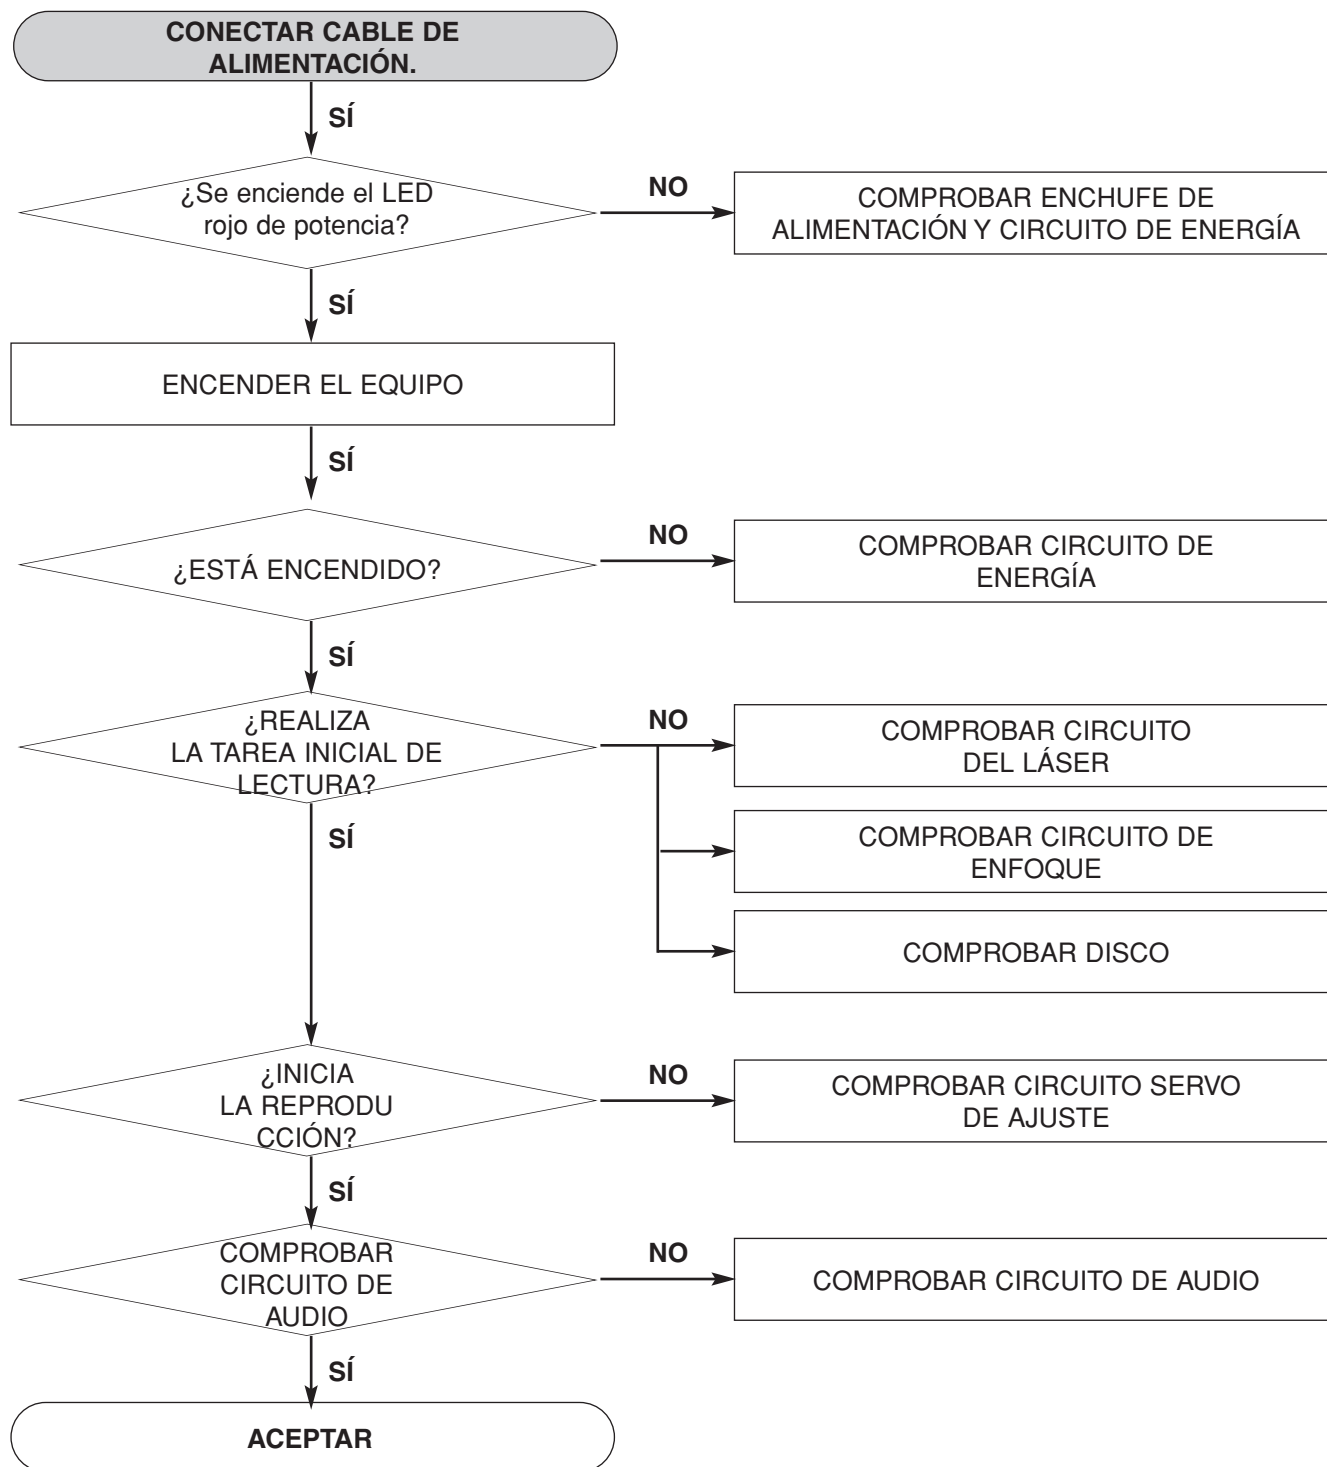 CONECTAR CABLE DE
ALIMENTACIÓN.
SÍ
¿Se enciende el LED
rojo de potencia?
NO
COMPROBAR ENCHUFE DE
ALIMENTACIÓN Y CIRCUITO DE ENERGÍA
SÍ
ENCENDER EL EQUIPO
SÍ
¿ESTÁ ENCENDIDO?
NO
COMPROBAR CIRCUITO DE
ENERGÍA
SÍ
¿REALIZA
LA TAREA INICIAL DE
LECTURA?
NO
COMPROBAR CIRCUITO
DEL LÁSER
SÍ
COMPROBAR CIRCUITO DE
ENFOQUE
COMPROBAR DISCO
¿INICIA
LA REPRODU
CCIÓN?
NO
COMPROBAR CIRCUITO SERVO
DE AJUSTE
SÍ
COMPROBAR
CIRCUITO DE
AUDIO
NO
COMPROBAR CIRCUITO DE AUDIO
SÍ
ACEPTAR